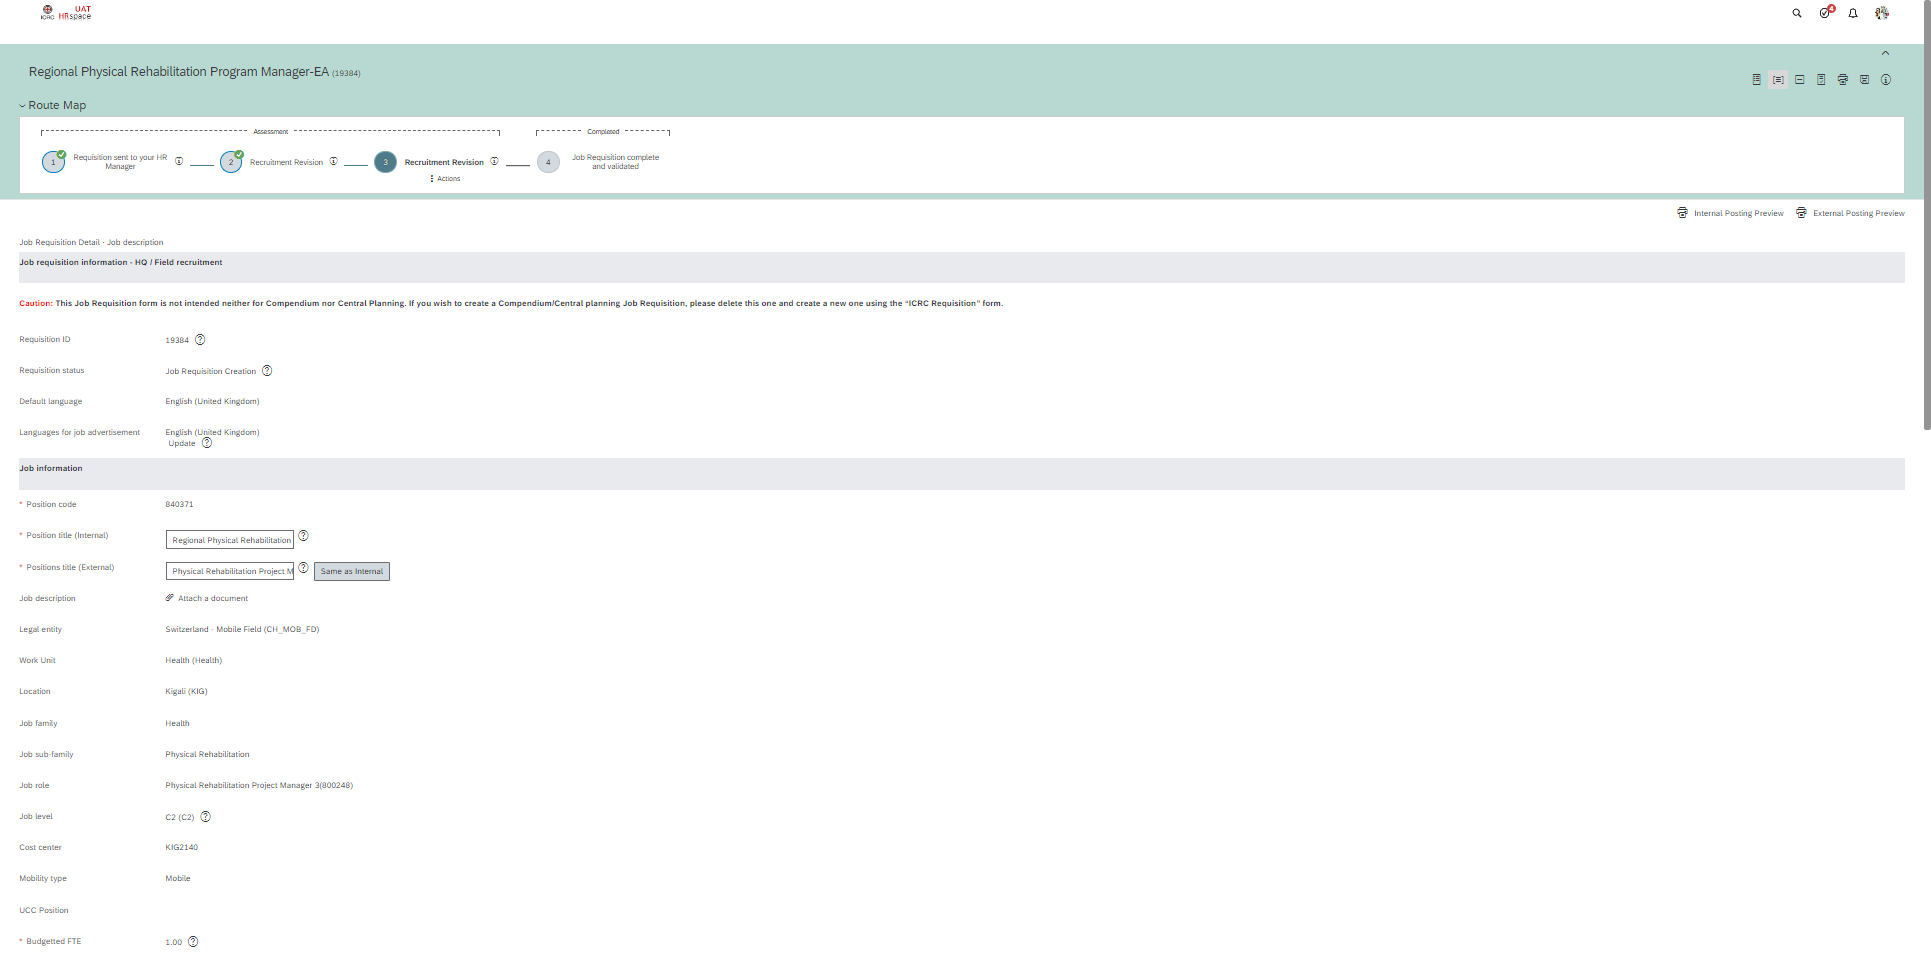 UAT
ICRC HRspace
4
Regional Physical Rehabilitation Program Manager-EA (19384)
Route Map
Assessment
Completed
1
Requisition sent to your HR
Manager
2
Recruitment Revision
3
Recruitment Revision
Actions
4
Job Requisition complete
and validated
Internal Posting Preview
External Posting Preview
Job Requisition Detail - Job description
Job requisition information - HQ / Field recruitment
Caution: This Job Requisition form is not intended neither for Compendium nor Central Planning. If you wish to create a Compendium/Central planning Job Requisition, please delete this one and create a new one using the "ICRC Requisition" form.
Requisition ID 19384
Requisition status Job Requisition Creation
Default language English (United Kingdom)
Languages for job advertisement English (United Kingdom)
Update
Job information
* Position code 840371
* Position title (Internal) Regional Physical Rehabilitation
* Positions title (External) Physical Rehabilitation Project M Same as Internal
Job description Attach a document
Legal entity Switzerland - Mobile Field (CH_MOB_FD)
Work Unit Health (Health)
Location Kigali (KIG)
Job family Health
Job sub-family Physical Rehabilitation
Job role Physical Rehabilitation Project Manager 3(800248)
Job level C2 (C2)
Cost center KIG2140
Mobility type Mobile
UCC Position
* Budgetted FTE 1.00